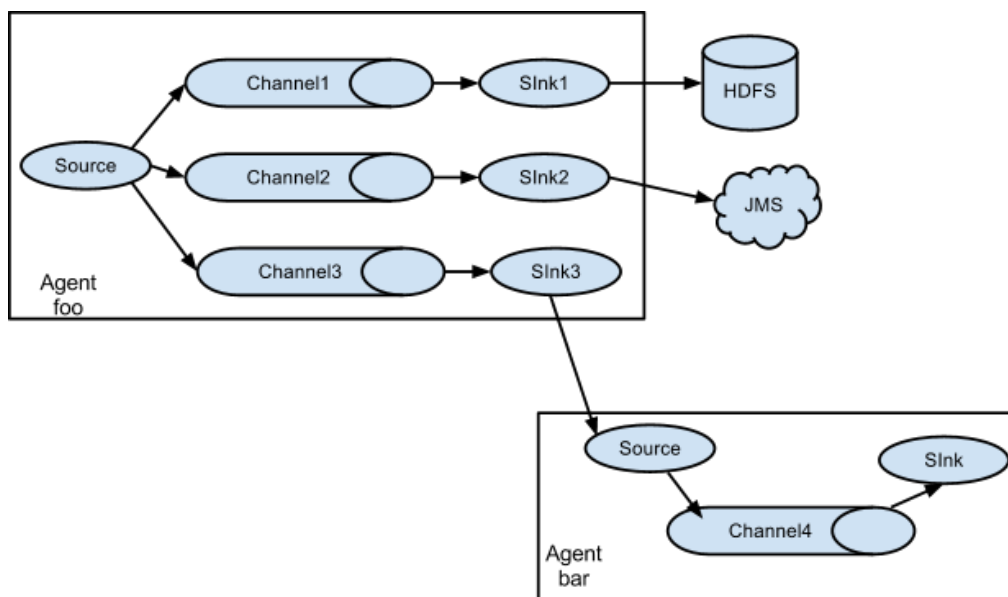 Channel1
SInk1
HDFS
Source
Channel2
SInk2
JMS
Channel3
SInk3
Agent
foo
Source
SInk
Channel4
Agent
bar